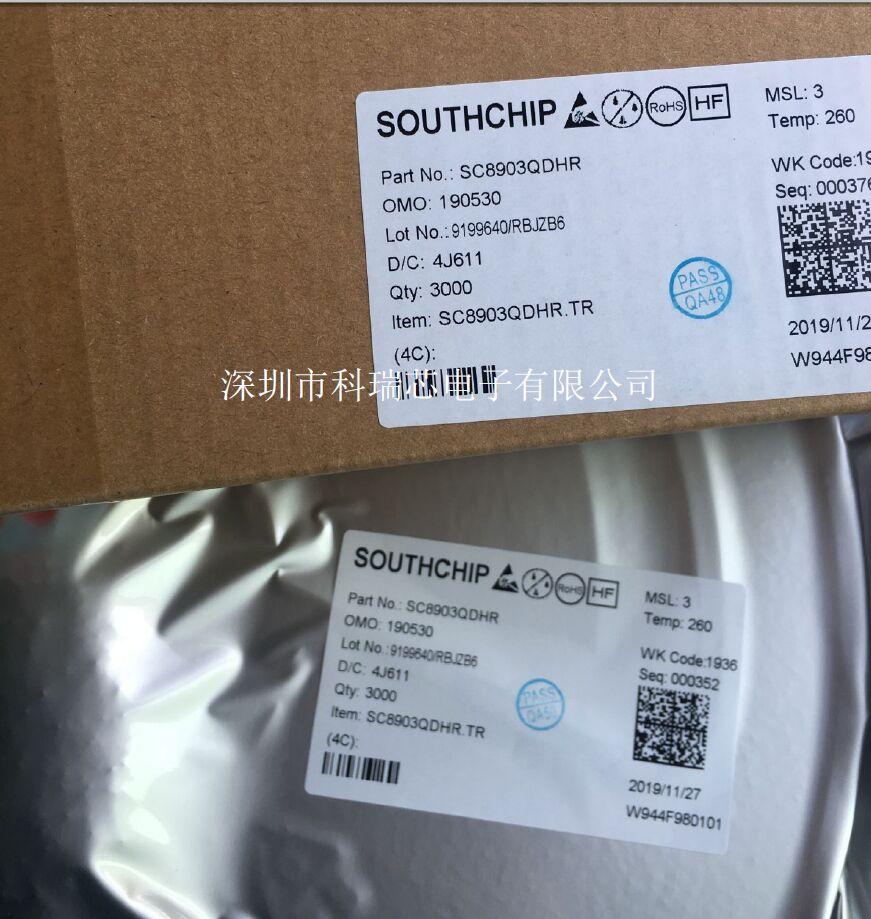 SOUTHCHIP RoHS HF
MSL: 3
Temp: 260
Part No.: SC8903QDHR
OMO: 190530
Lot No.:9199640/RBJZB6
D/C: 4J611
Qty: 3000
Item: SC8903QDHR.TR
(4C):
WK Code:19
Seq: 000376
PASS
QA48
2019/11/2
W944F98
深圳市科瑞芯电子有限公司
SOUTHCHIP RoHS HF
MSL: 3
Temp: 260
Part No.: SC8903QDHR
OMO: 190530
Lot No.:9199640/RBJZB6
D/C: 4J611
Qty: 3000
Item: SC8903QDHR.TR
(4C):
WK Code:1936
Seq: 000352
PASS
2019/11/27
W944F980101